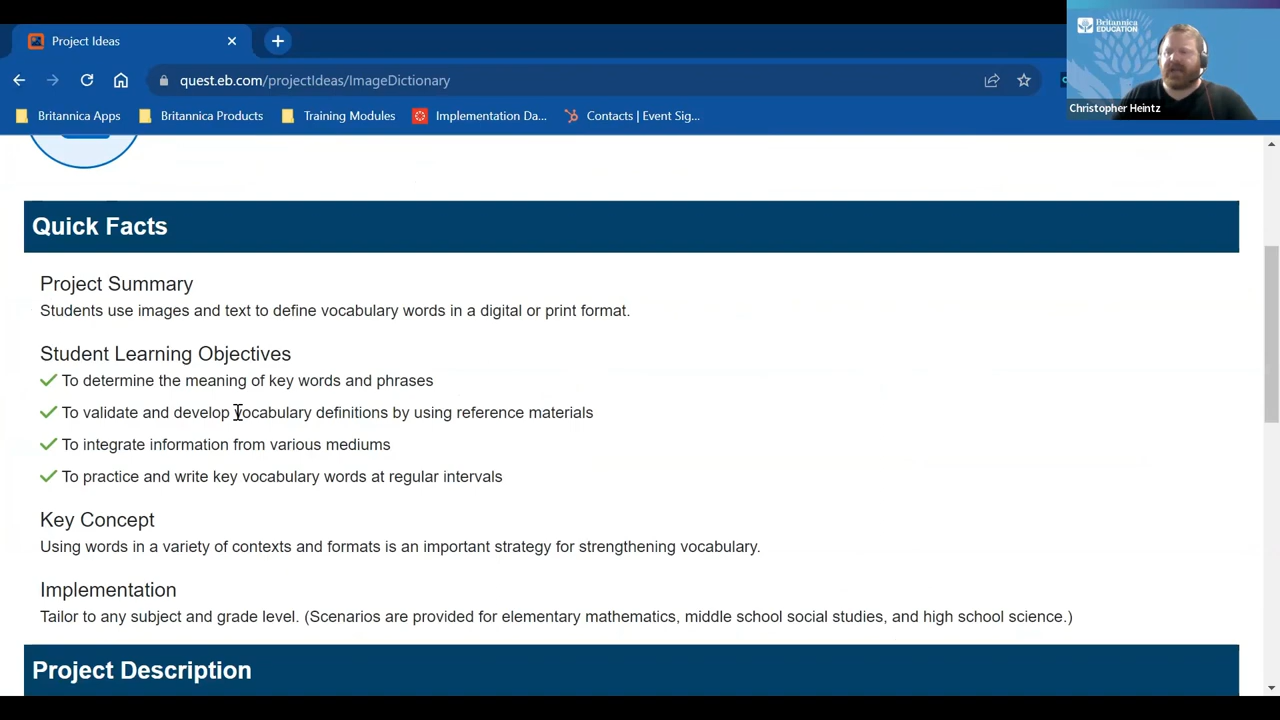 Project Ideas
quest.eb.com/projectIdeas/ImageDictionary
Britannica Apps
Britannica Products
Training Modules
Implementation Da...
Contacts | Event Sig...
Britannica
EDUCATION
Christopher Heintz
Quick Facts
Project Summary
Students use images and text to define vocabulary words in a digital or print format.
Student Learning Objectives
To determine the meaning of key words and phrases
To validate and develop vocabulary definitions by using reference materials
To integrate information from various mediums
To practice and write key vocabulary words at regular intervals
Key Concept
Using words in a variety of contexts and formats is an important strategy for strengthening vocabulary.
Implementation
Tailor to any subject and grade level. (Scenarios are provided for elementary mathematics, middle school social studies, and high school science.)
Project Description